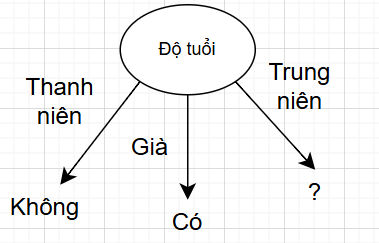 Độ tuổi
Thanh
niên
Già
Trung
niên
Không
Có
?